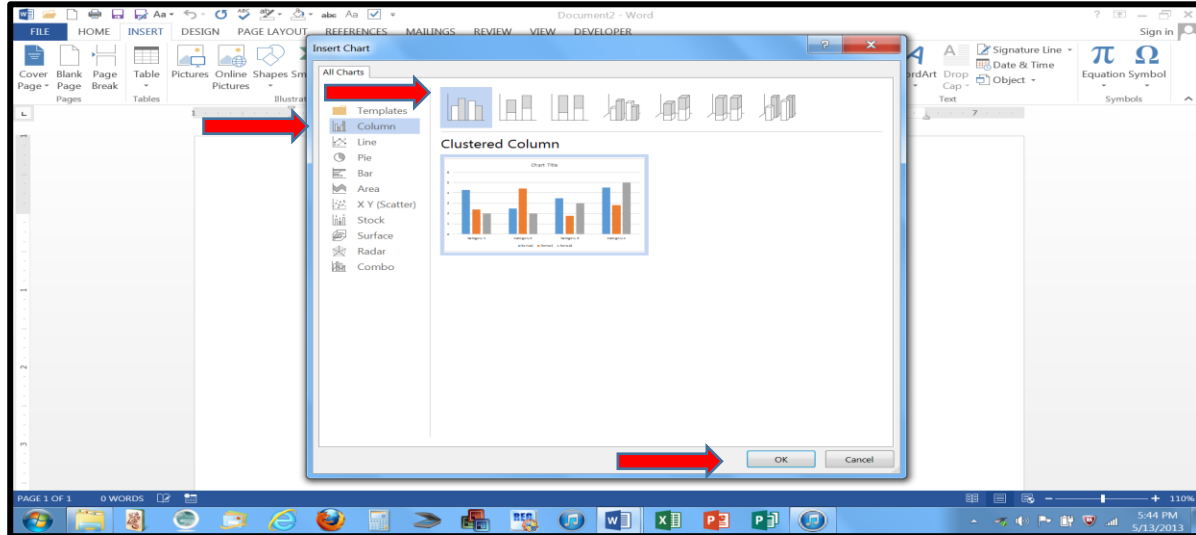 Document2 - Word
FILE HOME INSERT DESIGN PAGE LAYOUT REFERENCES MAILINGS REVIEW VIEW DEVELOPER Sign in
Cover Page
Blank Page
Page Break
Pages
Table
Tables
Pictures
Online Pictures
Shapes
Drop Cap
Signature Line
Date & Time
Object
Text
Equation
Symbol
Symbols
Insert Chart
All Charts
Templates
Column
Line
Pie
Bar
Area
X Y (Scatter)
Stock
Surface
Radar
Combo
Clustered Column
Chart Title
OK Cancel
PAGE 1 OF 1 0 WORDS 110%
5:44 PM
5/13/2013